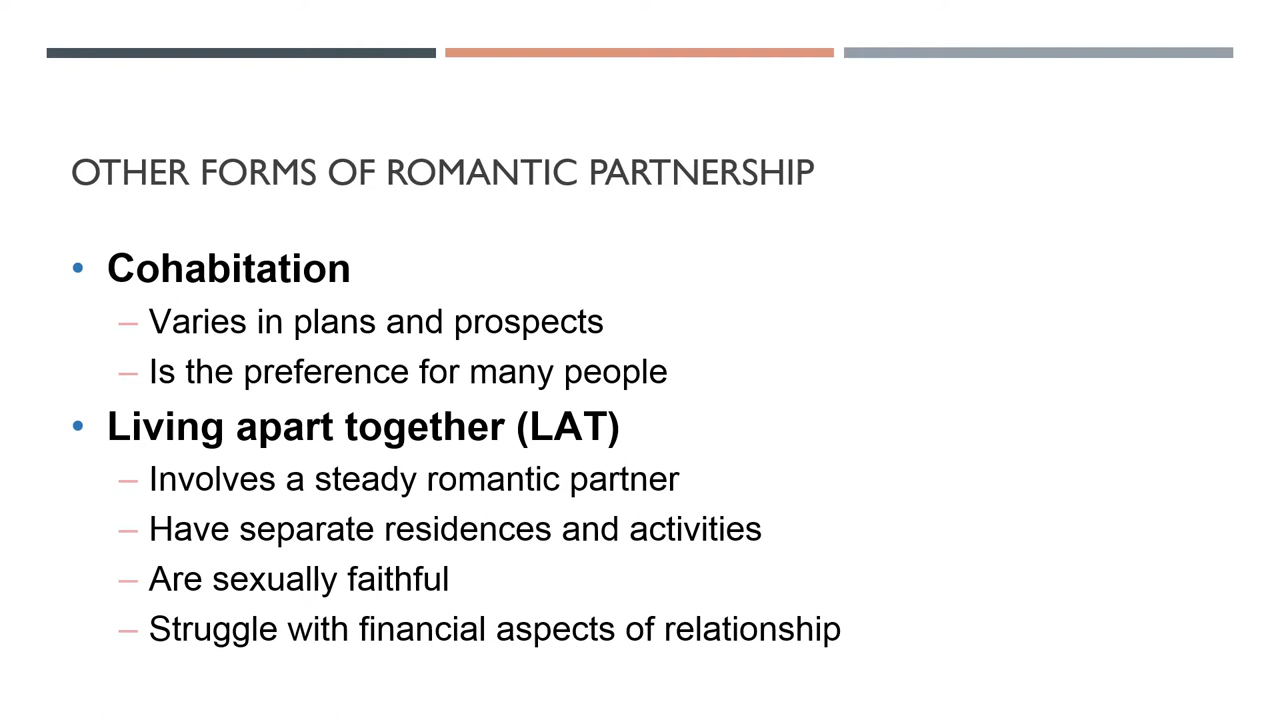 OTHER FORMS OF ROMANTIC PARTNERSHIP
• Cohabitation
– Varies in plans and prospects
– Is the preference for many people
• Living apart together (LAT)
– Involves a steady romantic partner
– Have separate residences and activities
– Are sexually faithful
– Struggle with financial aspects of relationship